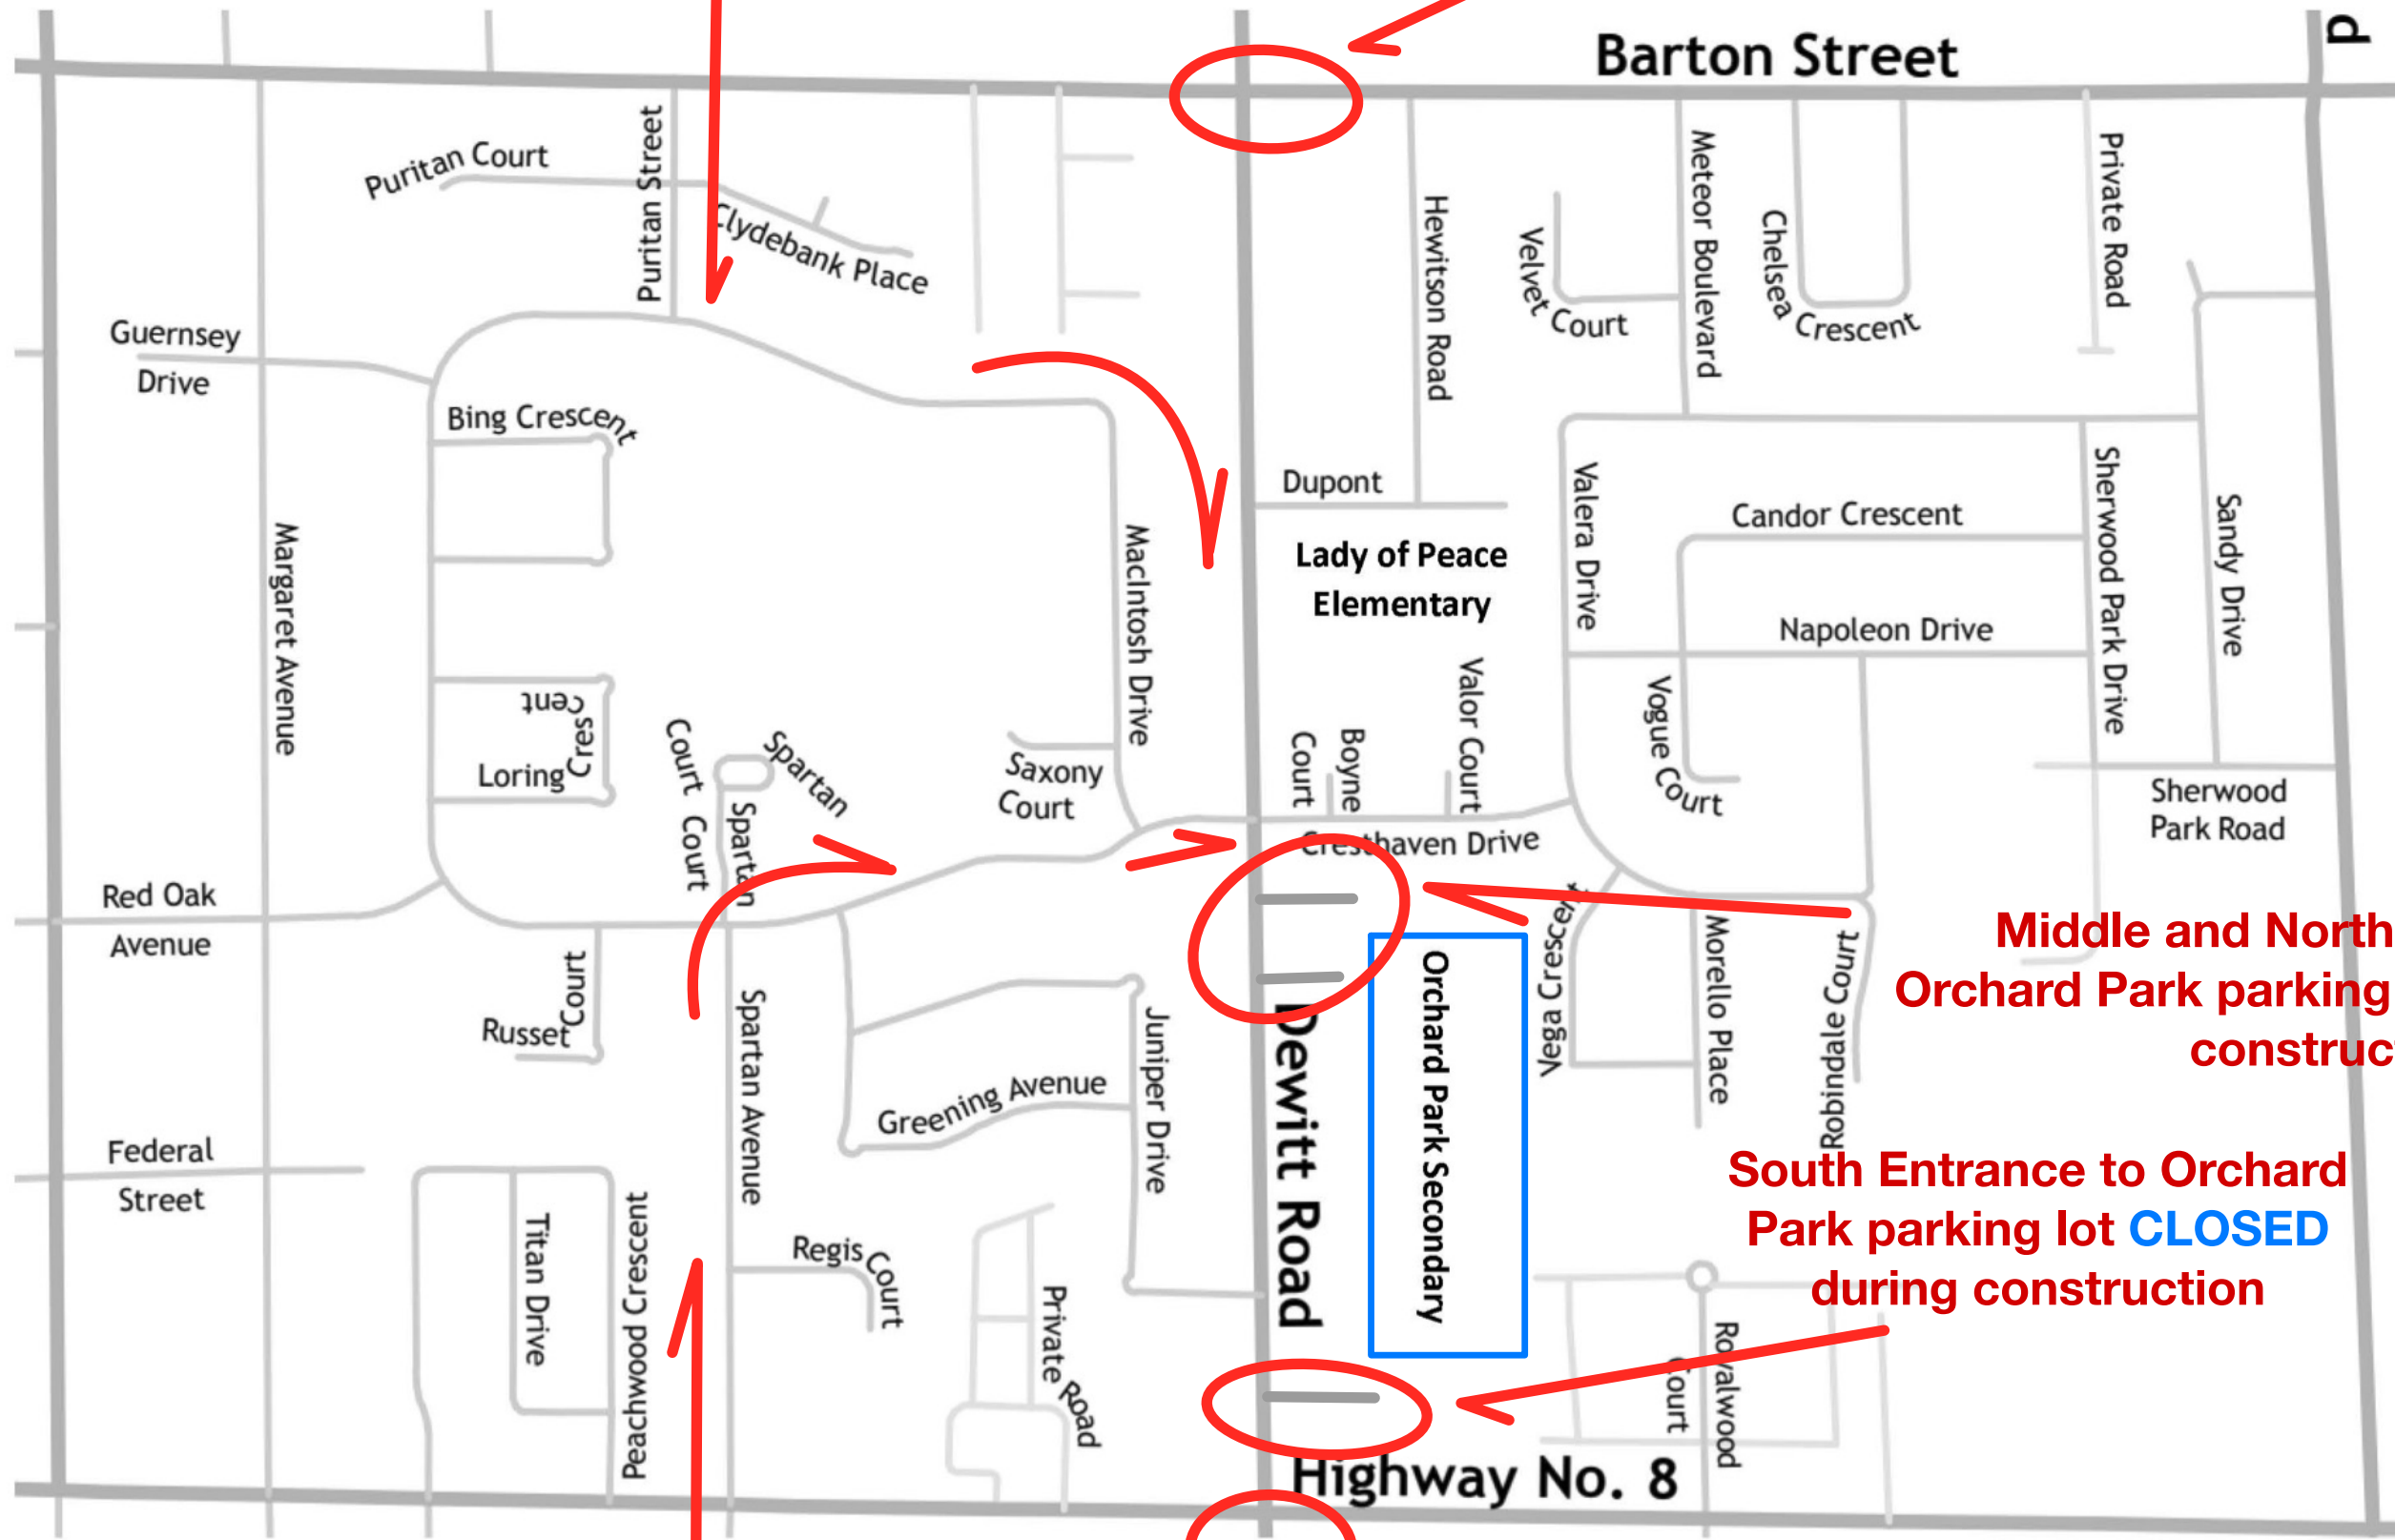 Barton Street
Puritan Court
Puritan Street
Clydebank Place
Hewitson Road
Velvet Court
Meteor Boulevard
Chelsea Crescent
Private Road
Guernsey
Drive
Bing Crescent
Margaret Avenue
MacIntosh Drive
Dupont
Lady of Peace
Elementary
Valera Drive
Candor Crescent
Sherwood Park Drive
Sandy Drive
Napoleon Drive
Loring Crescent
Court
Court
Spartan
Spartan
Saxony
Court
Boyne
Court
Valor Court
Vogue Court
Sherwood
Park Road
Cresthaven Drive
Red Oak
Avenue
Russet Court
Spartan Avenue
Greening Avenue
Juniper Drive
Dewitt Road
Orchard Park Secondary
Vega Crescent
Morello Place
Robindale Court
Middle and North
Orchard Park parking
construc
Federal
Street
Titan Drive
Peachwood Crescent
Regis Court
Private Road
South Entrance to Orchard
Park parking lot CLOSED
during construction
Royalwood
Court
Highway No. 8